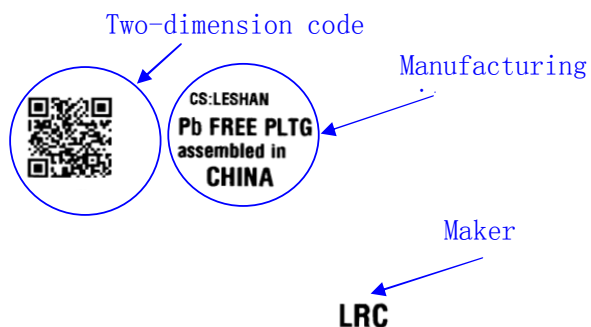 Two-dimension code
Manufacturing
CS:LESHAN
Pb FREE PLTG
assembled in
CHINA
Maker
LRC